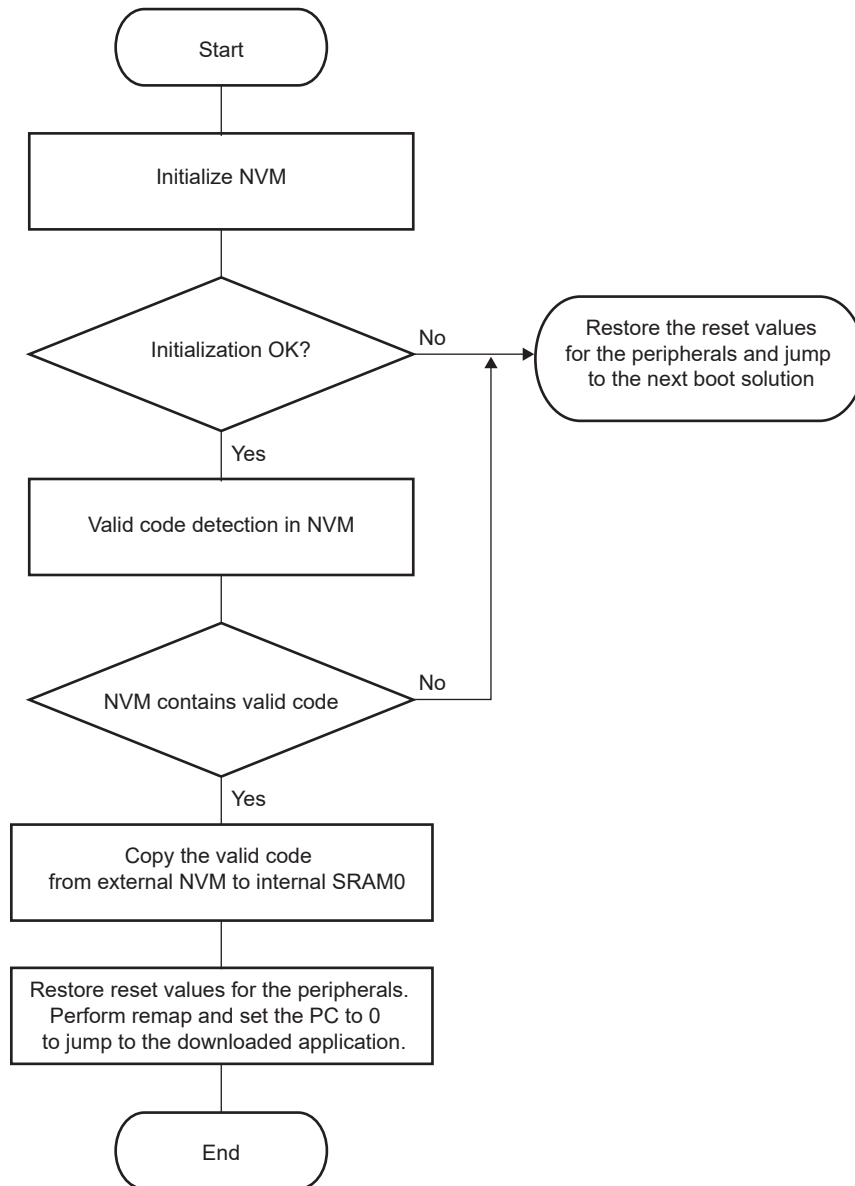 Start
Initialize NVM
Initialization OK?
No
Restore the reset values
for the peripherals and jump
to the next boot solution
Yes
Valid code detection in NVM
NVM contains valid code
No
Yes
Copy the valid code
from external NVM to internal SRAM0
Restore reset values for the peripherals.
Perform remap and set the PC to 0
to jump to the downloaded application.
End